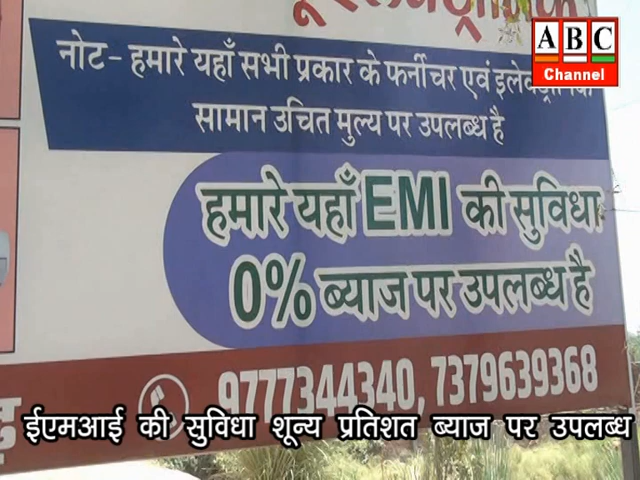 A B C
Channel
नोट- हमारे यहाँ सभी प्रकार के फर्नीचर एवं
सामान उचित मुल्य पर उपलब्ध है
हमारे यहाँ EMI की सुविधा
0% ब्याज पर उपलब्ध है
9777344340, 7379639368
ईएमआई की सुविधा शून्य प्रतिशत ब्याज पर उपलब्ध